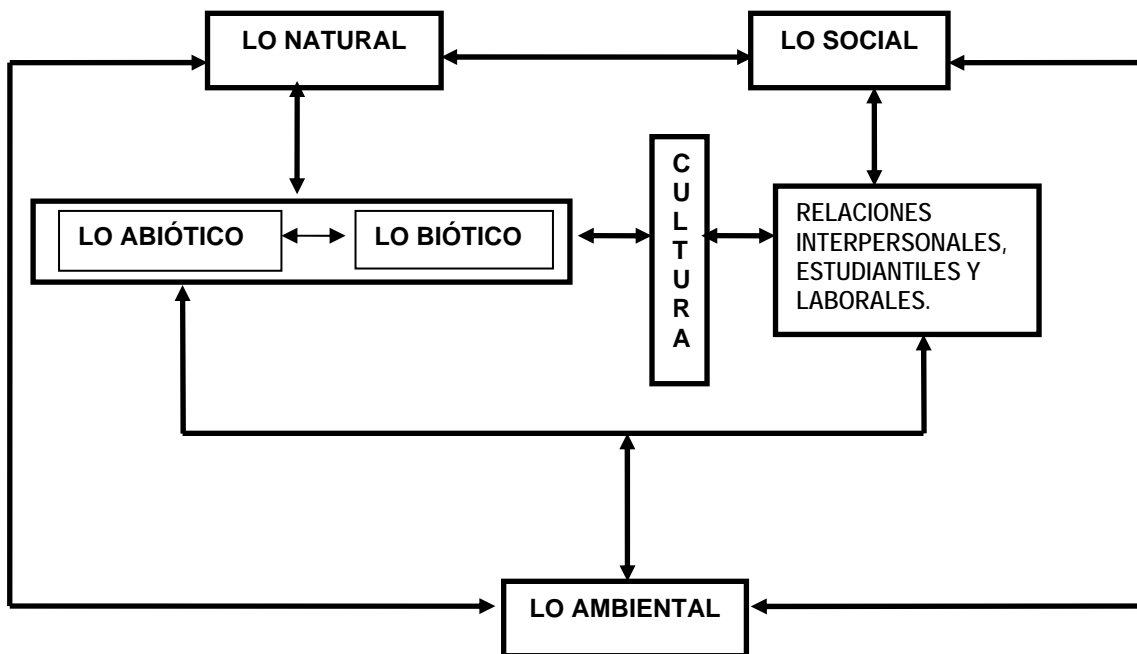 LO NATURAL
LO SOCIAL
LO ABIÓTICO
LO BIÓTICO
C
U
L
T
U
R
A
RELACIONES
INTERPERSONALES,
ESTUDIANTILES Y
LABORALES.
LO AMBIENTAL